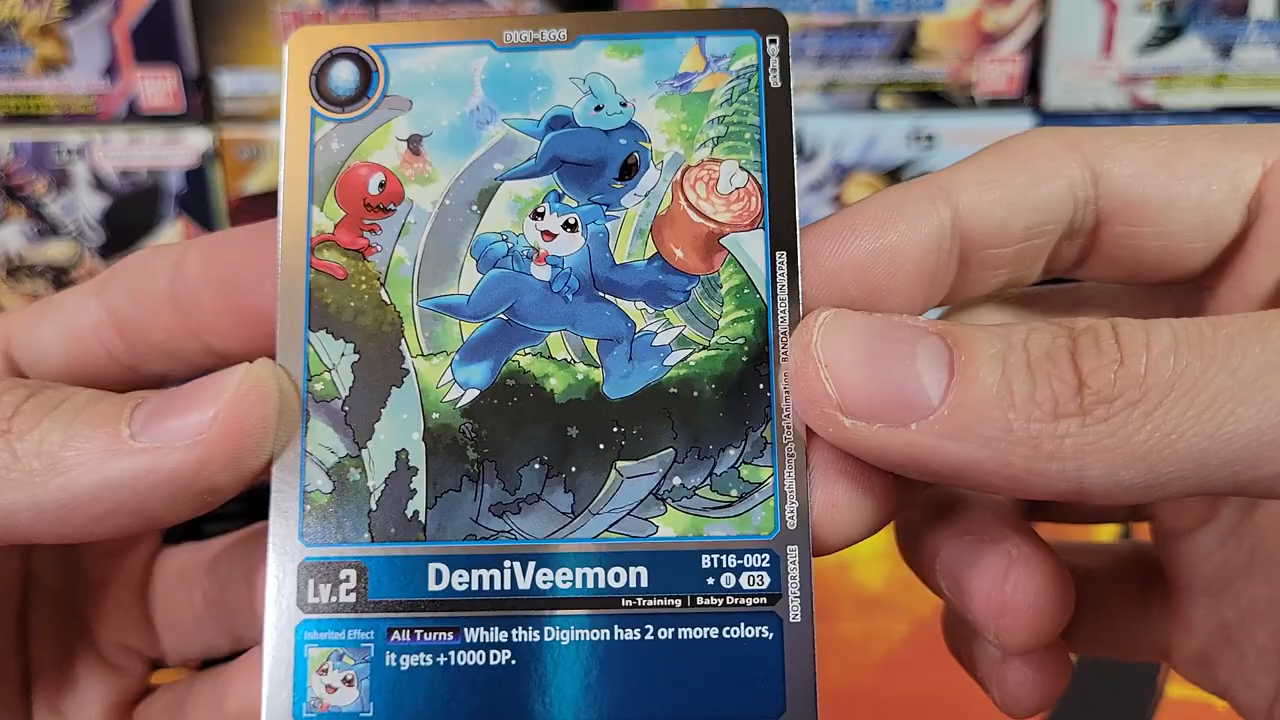 DIGI-EGG
©Akiyoshi Hongo, Toei Animation BANDAI MADE IN JAPAN
NOT FOR SALE
Lv.2
DemiVeemon
BT16-002
U 03
In-Training | Baby Dragon
Inherited Effect
All Turns While this Digimon has 2 or more colors,
it gets +1000 DP.